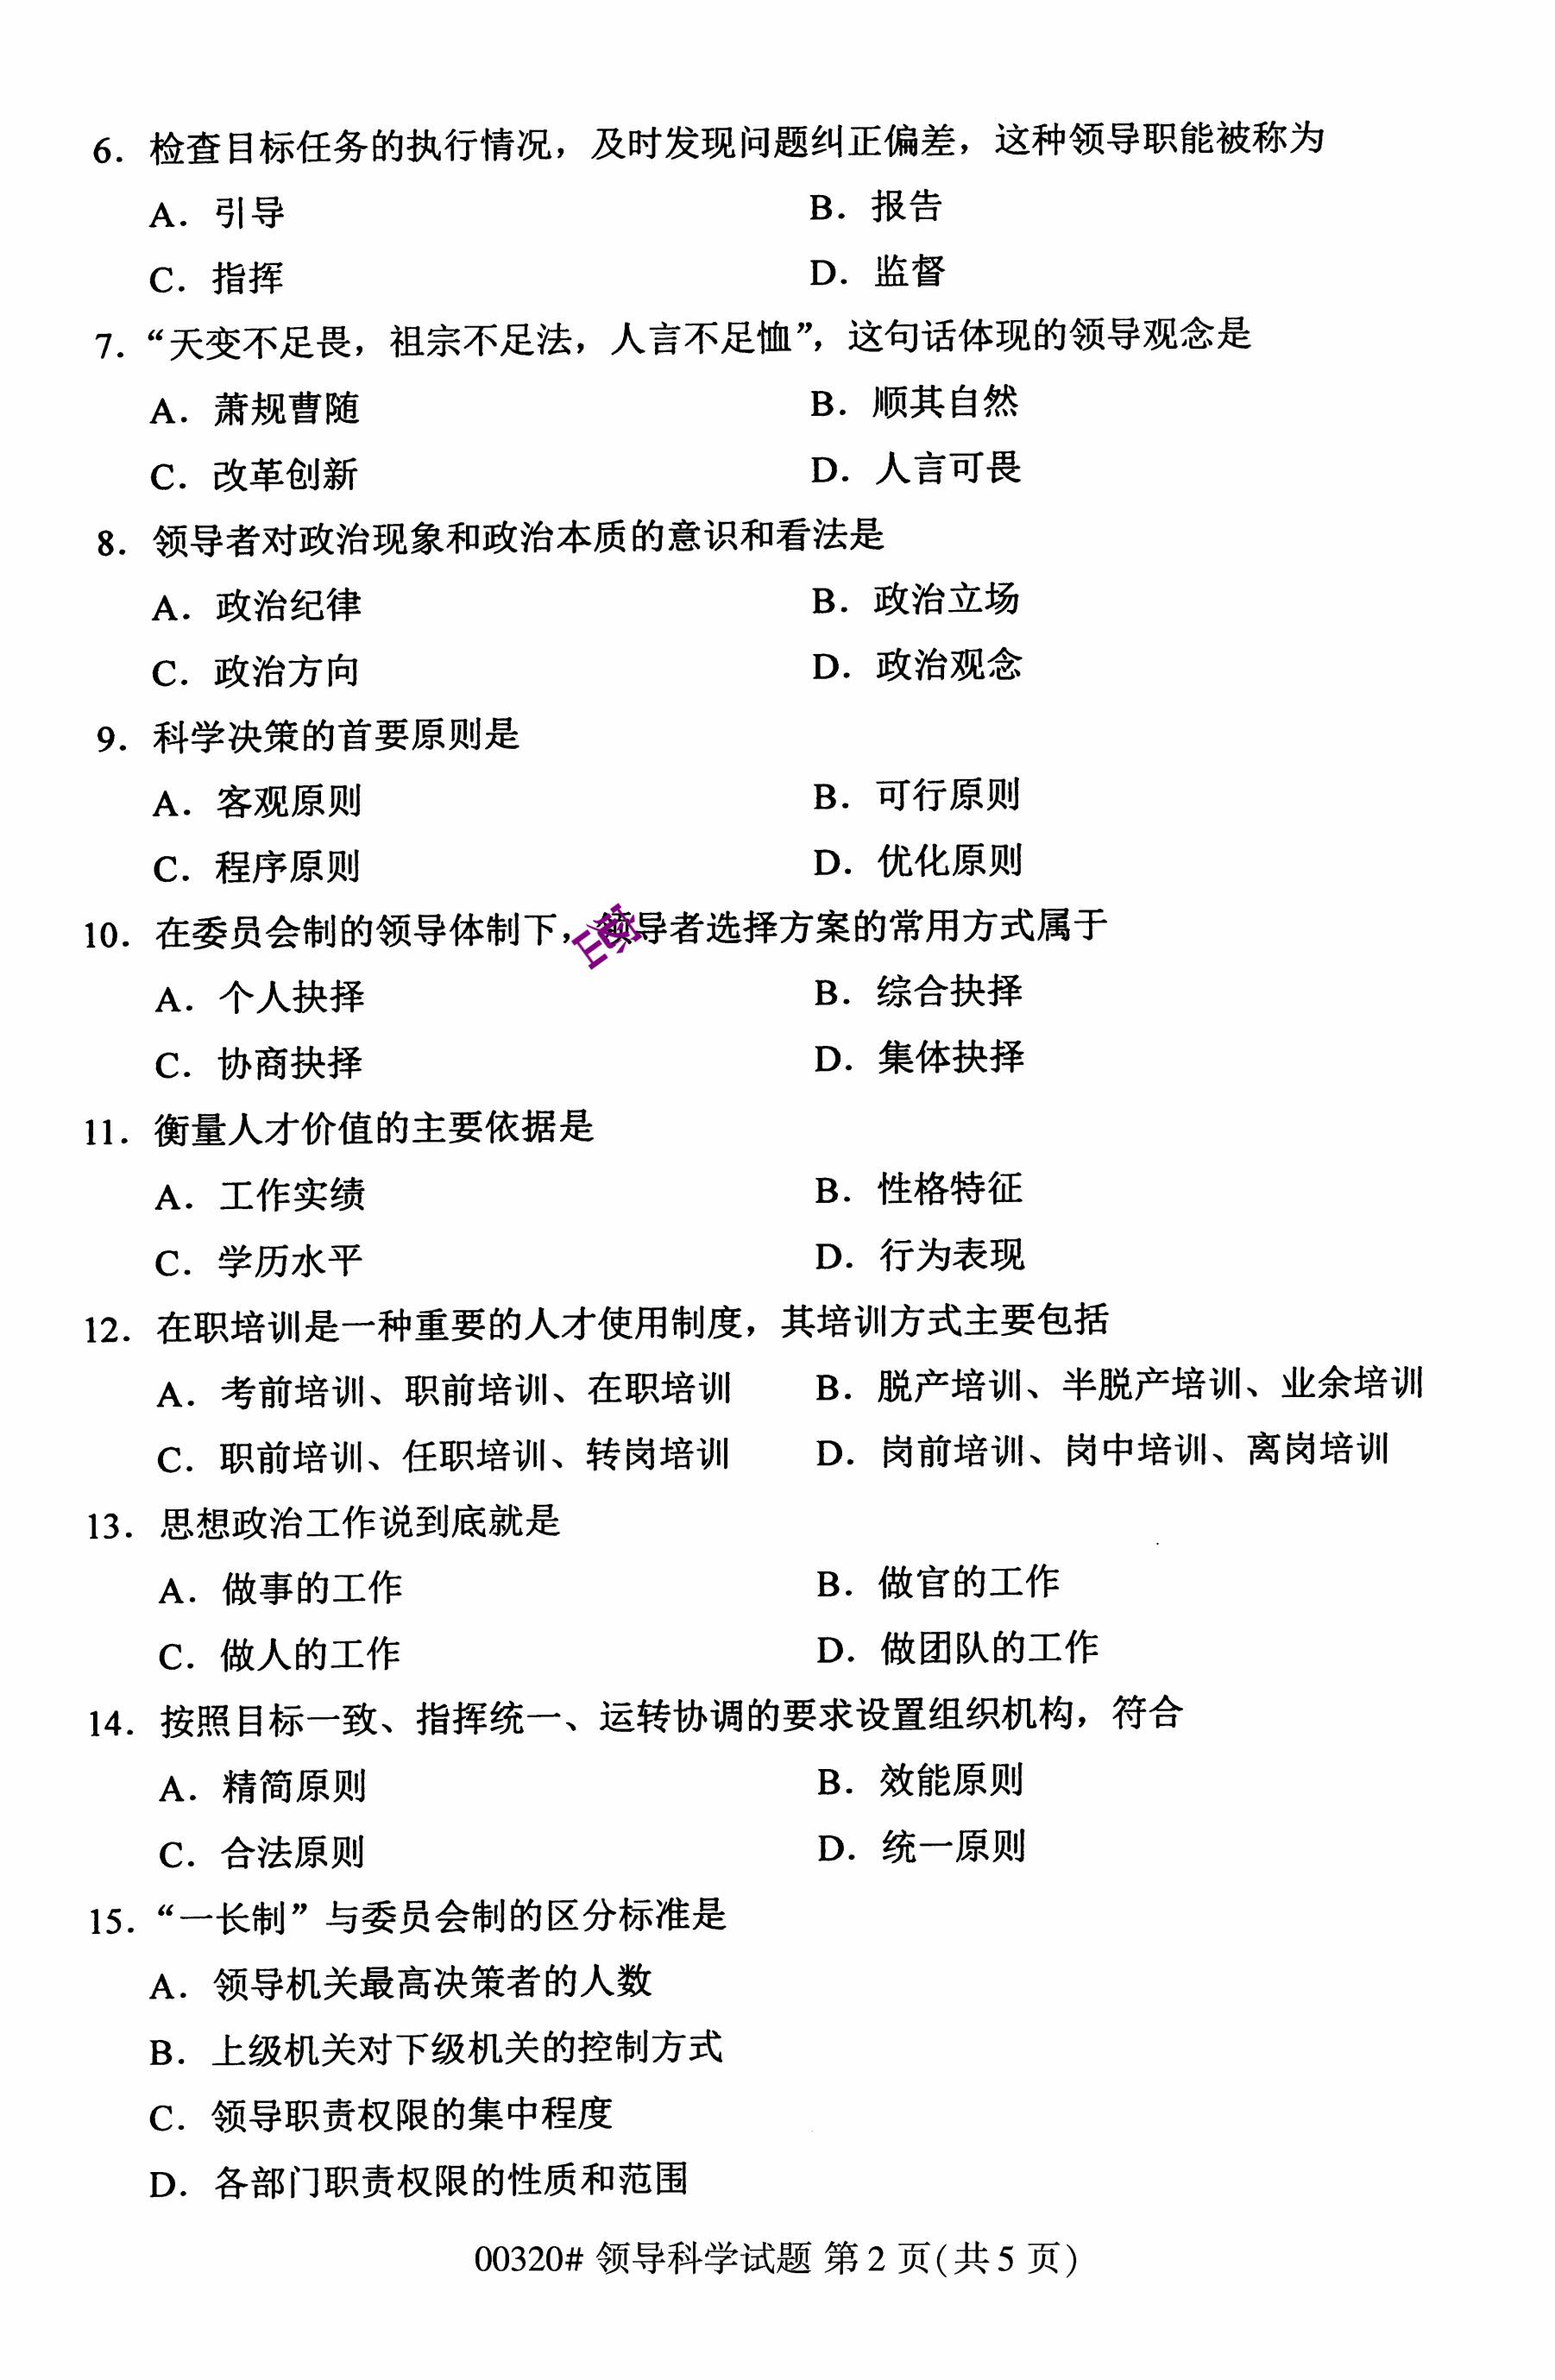 6. 检查目标任务的执行情况，及时发现问题纠正偏差，这种领导职能被称为
A. 引导
B. 报告
C. 指挥
D. 监督
7. “天变不足畏，祖宗不足法，人言不足恤”，这句话体现的领导观念是
A. 萧规曹随
B. 顺其自然
C. 改革创新
D. 人言可畏
8. 领导者对政治现象和政治本质的意识和看法是
A. 政治纪律
B. 政治立场
C. 政治方向
D. 政治观念
9. 科学决策的首要原则是
A. 客观原则
B. 可行原则
C. 程序原则
D. 优化原则
10. 在委员会制的领导体制下，领导者选择方案的常用方式属于
A. 个人抉择
B. 综合抉择
C. 协商抉择
D. 集体抉择
11. 衡量人才价值的主要依据是
A. 工作实绩
B. 性格特征
C. 学历水平
D. 行为表现
12. 在职培训是一种重要的人才使用制度，其培训方式主要包括
A. 考前培训、职前培训、在职培训
B. 脱产培训、半脱产培训、业余培训
C. 职前培训、任职培训、转岗培训
D. 岗前培训、岗中培训、离岗培训
13. 思想政治工作说到底就是
A. 做事的工作
B. 做官的工作
C. 做人的工作
D. 做团队的工作
14. 按照目标一致、指挥统一、运转协调的要求设置组织机构，符合
A. 精简原则
B. 效能原则
C. 合法原则
D. 统一原则
15. “一长制”与委员会制的区分标准是
A. 领导机关最高决策者的人数
B. 上级机关对下级机关的控制方式
C. 领导职责权限的集中程度
D. 各部门职责权限的性质和范围
00320# 领导科学试题 第 2 页(共 5 页)